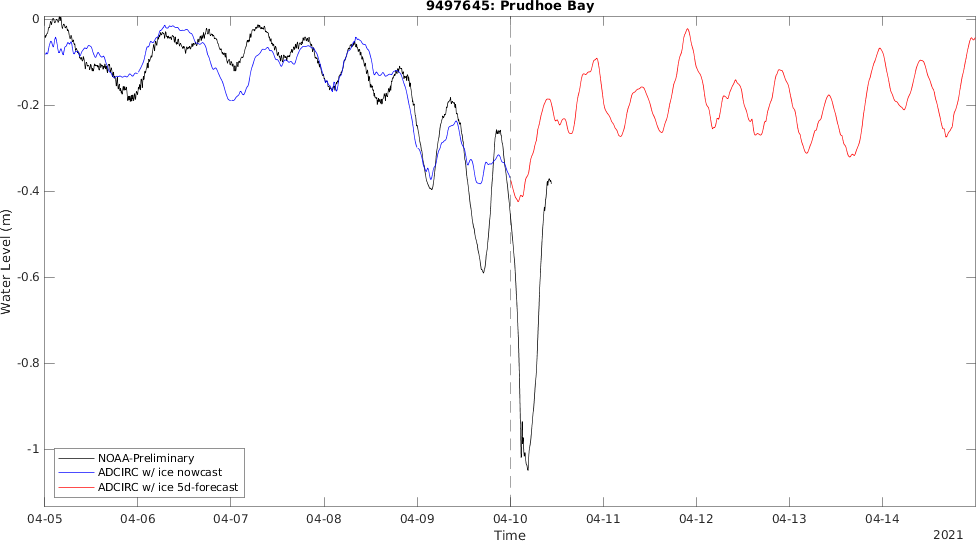 9497645: Prudhoe Bay
0
-0.2
-0.4
-0.6
-0.8
-1
Water Level (m)
NOAA-Preliminary
ADCIRC w/ ice nowcast
ADCIRC w/ ice 5d-forecast
04-05 04-06 04-07 04-08 04-09 04-10 04-11 04-12 04-13 04-14
Time
2021